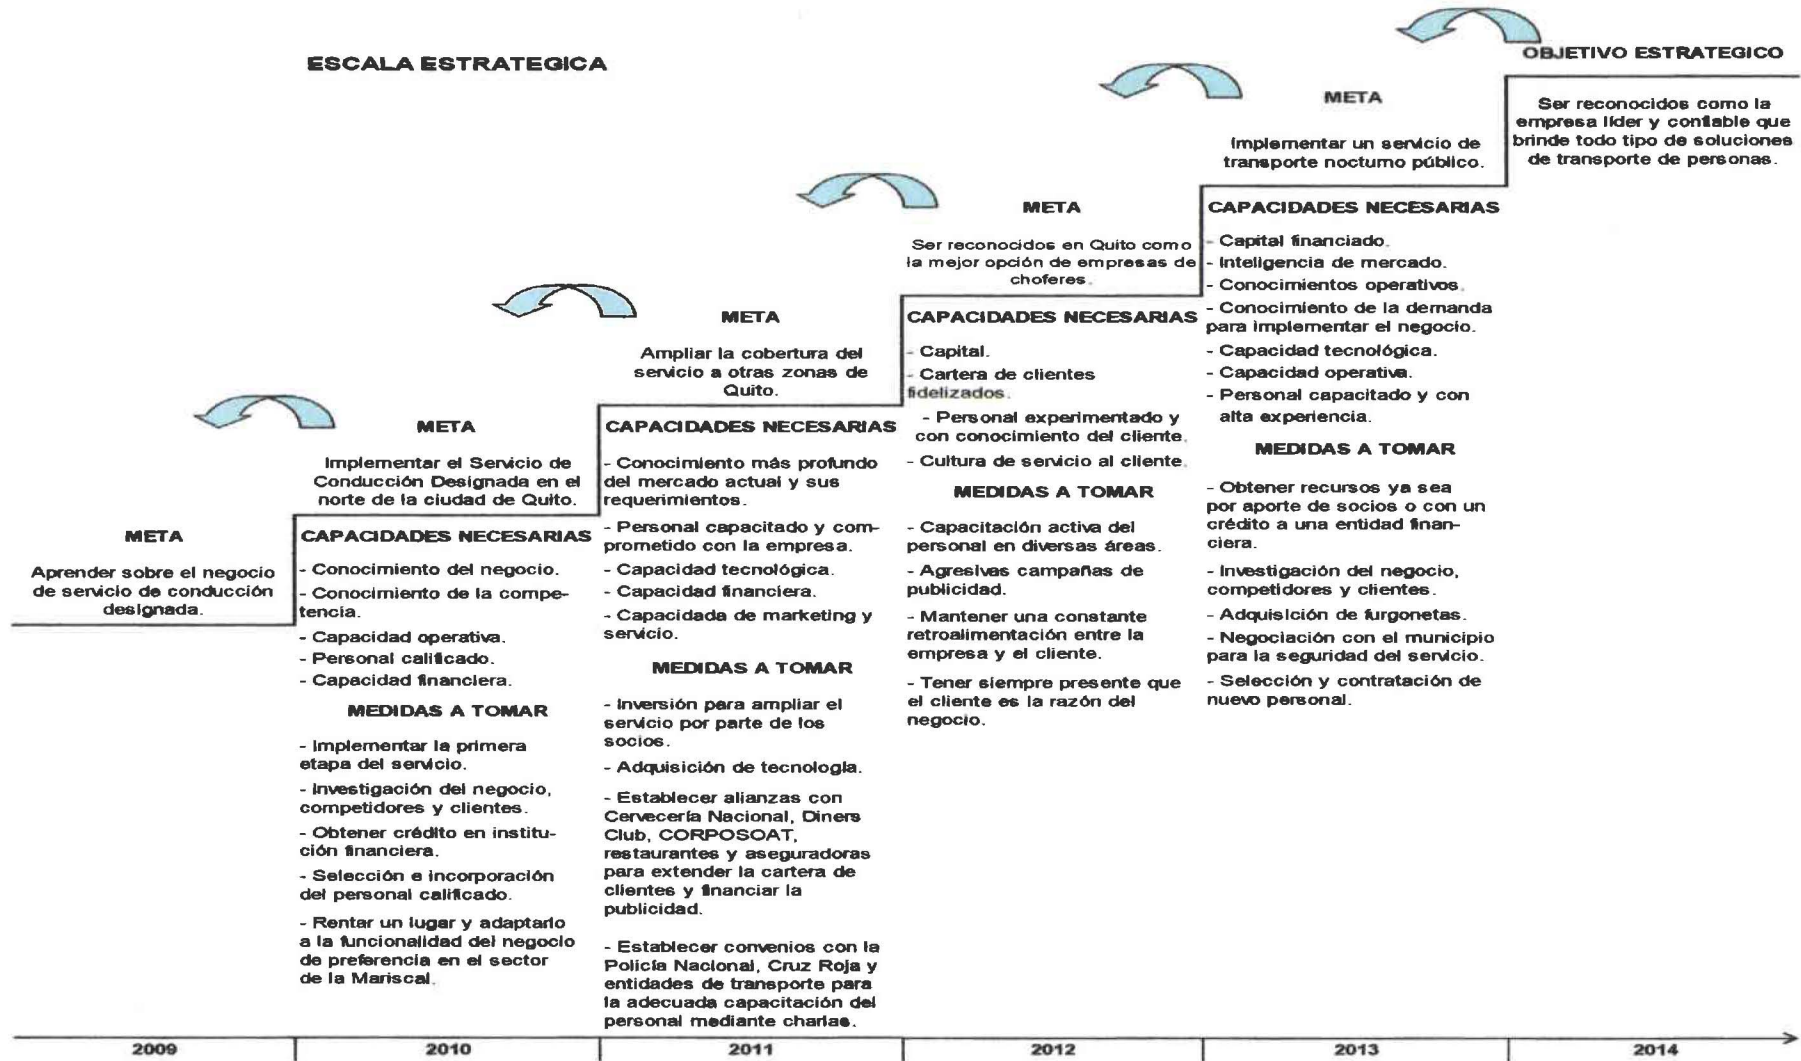 ESCALA ESTRATEGICA
META
Aprender sobre el negocio
de servicio de conducción
designada.
META
Implementar el Servicio de
Conducción Designada en el
norte de la ciudad de Quito.
CAPACIDADES NECESARIAS
- Conocimiento del negocio.
- Conocimiento de la compe-
tencia.
- Capacidad operativa.
- Personal calificado.
- Capacidad financiera.
MEDIDAS A TOMAR
- Implementar la primera
etapa del servicio.
- Investigación del negocio,
competidores y clientes.
- Obtener crédito en institu-
ción financiera.
- Selección e incorporación
del personal calificado.
- Rentar un lugar y adaptarlo
a la funcionalidad del negocio
de preferencia en el sector
de la Mariscal.
META
Ampliar la cobertura del
servicio a otras zonas de
Quito.
CAPACIDADES NECESARIAS
- Conocimiento más profundo
del mercado actual y sus
requerimientos.
- Personal capacitado y com-
prometido con la empresa.
- Capacidad tecnológica.
- Capacidad financiera.
- Capacidada de marketing y
servicio.
MEDIDAS A TOMAR
- Inversión para ampliar el
servicio por parte de los
socios.
- Adquisición de tecnología.
- Establecer alianzas con
Cervecería Nacional, Diners
Club, CORPOSOAT,
restaurantes y aseguradoras
para extender la cartera de
clientes y financiar la
publicidad.
- Establecer convenios con la
Policía Nacional, Cruz Roja y
entidades de transporte para
la adecuada capacitación del
personal mediante charlas.
META
Ser reconocidos en Quito como
la mejor opción de empresas de
choferes.
CAPACIDADES NECESARIAS
- Capital.
- Cartera de clientes
fidelizados.
- Personal experimentado y
con conocimiento del cliente.
- Cultura de servicio al cliente.
MEDIDAS A TOMAR
- Capacitación activa del
personal en diversas áreas.
- Agresivas campañas de
publicidad.
- Mantener una constante
retroalimentación entre la
empresa y el cliente.
- Tener siempre presente que
el cliente es la razón del
negocio.
META
Implementar un servicio de
transporte nocturno público.
CAPACIDADES NECESARIAS
- Capital financiado.
- Inteligencia de mercado.
- Conocimientos operativos.
- Conocimiento de la demanda
para implementar el negocio.
- Capacidad tecnológica.
- Capacidad operativa.
- Personal capacitado y con
alta experiencia.
MEDIDAS A TOMAR
- Obtener recursos ya sea
por aporte de socios o con un
crédito a una entidad finan-
ciera.
- Investigación del negocio,
competidores y clientes.
- Adquisición de furgonetas.
- Negociación con el municipio
para la seguridad del servicio.
- Selección y contratación de
nuevo personal.
OBJETIVO ESTRATEGICO
Ser reconocidos como la
empresa líder y confiable que
brinde todo tipo de soluciones
de transporte de personas.
2009
2010
2011
2012
2013
2014